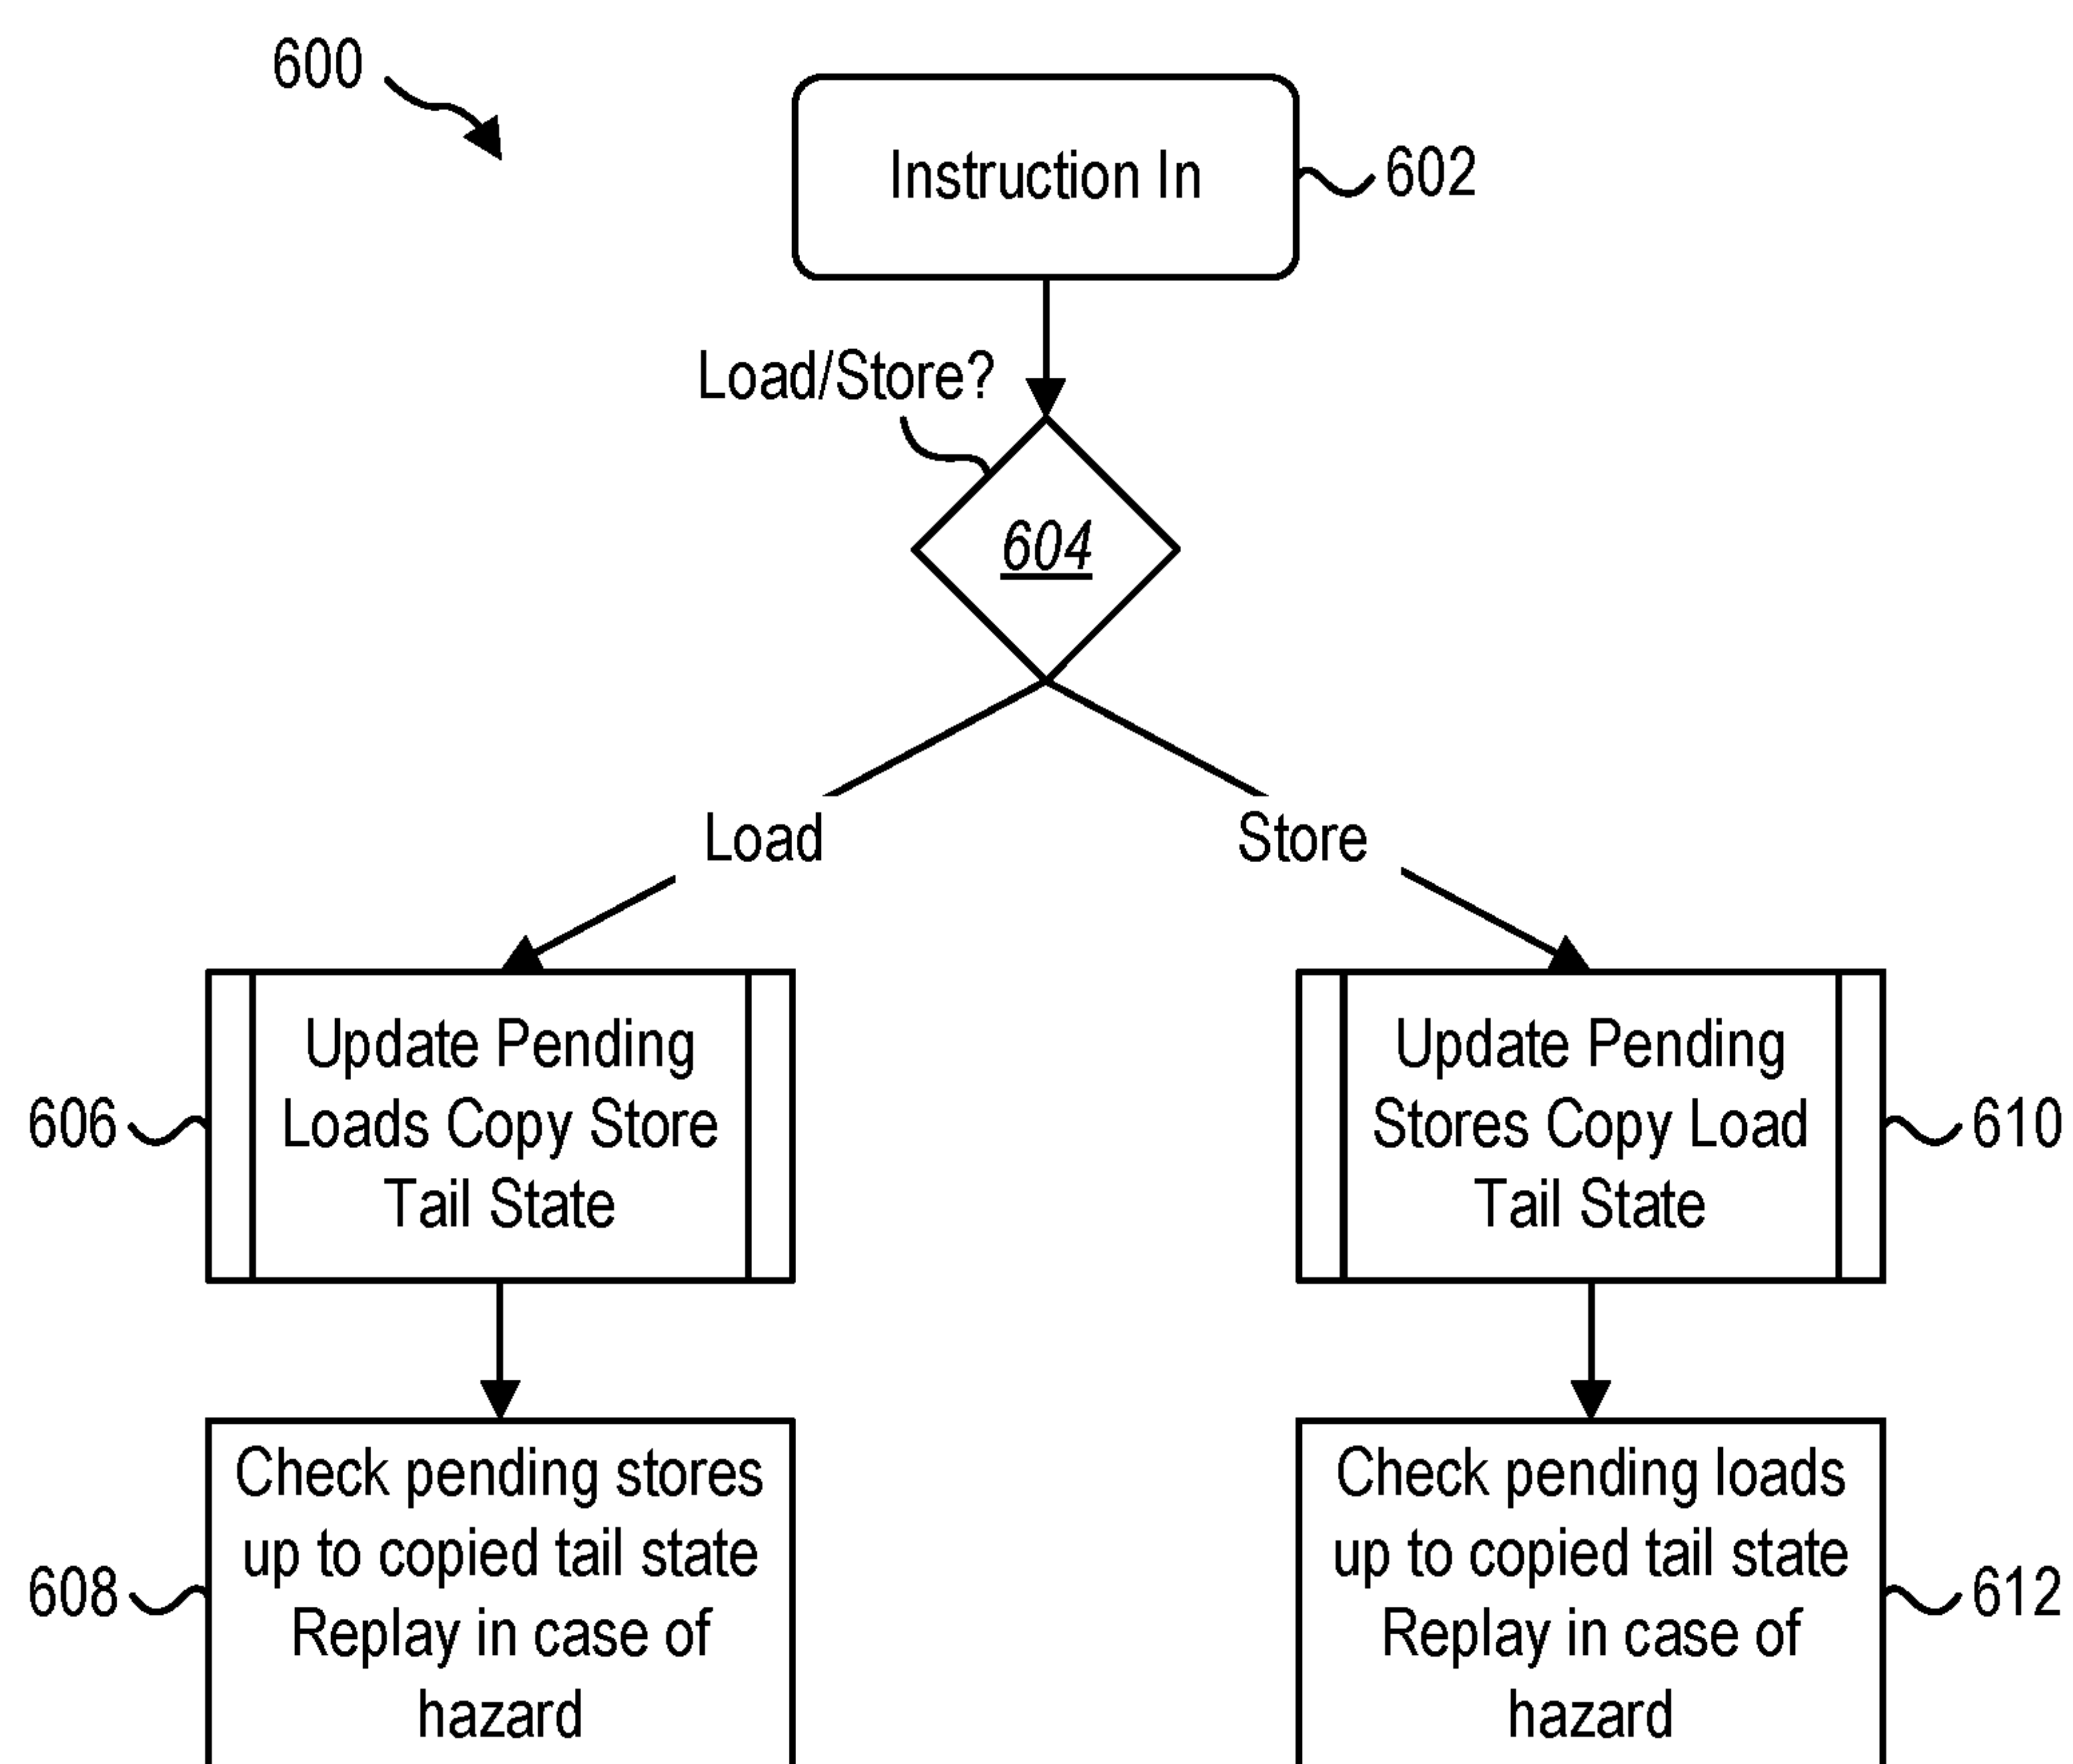 600
Instruction In
602
Load/Store?
604
Load
Store
Update Pending
Loads Copy Store
Tail State
606
Update Pending
Stores Copy Load
Tail State
610
Check pending stores
up to copied tail state
Replay in case of
hazard
608
Check pending loads
up to copied tail state
Replay in case of
hazard
612